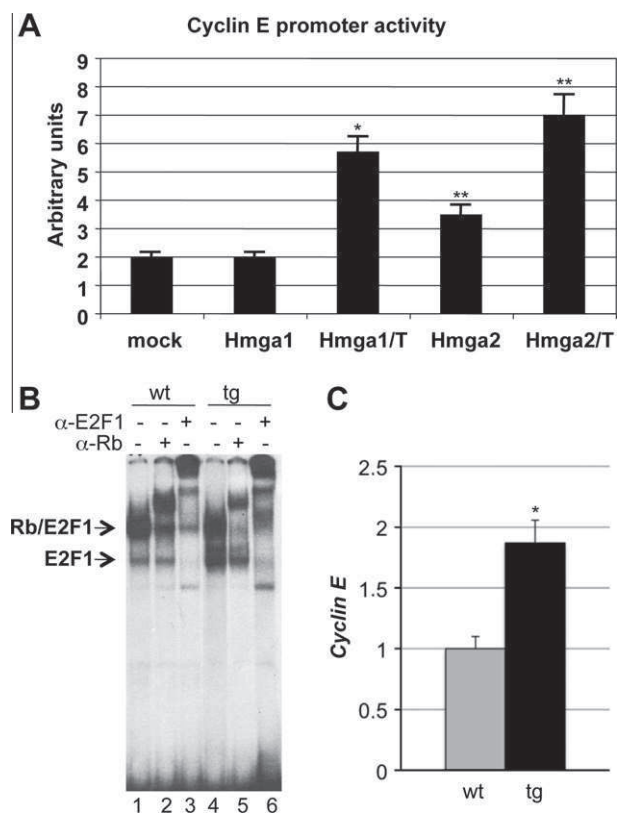 A
Cyclin E promoter activity
Arbitrary units
9
8
7
6
5
4
3
2
1
0
*
**
**
mock Hmga1 Hmga1/T Hmga2 Hmga2/T
B
wt tg
α-E2F1 - - + - - +
α-Rb - + - - + -
Rb/E2F1
E2F1
1 2 3 4 5 6
C
Cyclin E
2.5
2
1.5
1
0.5
0
*
wt tg